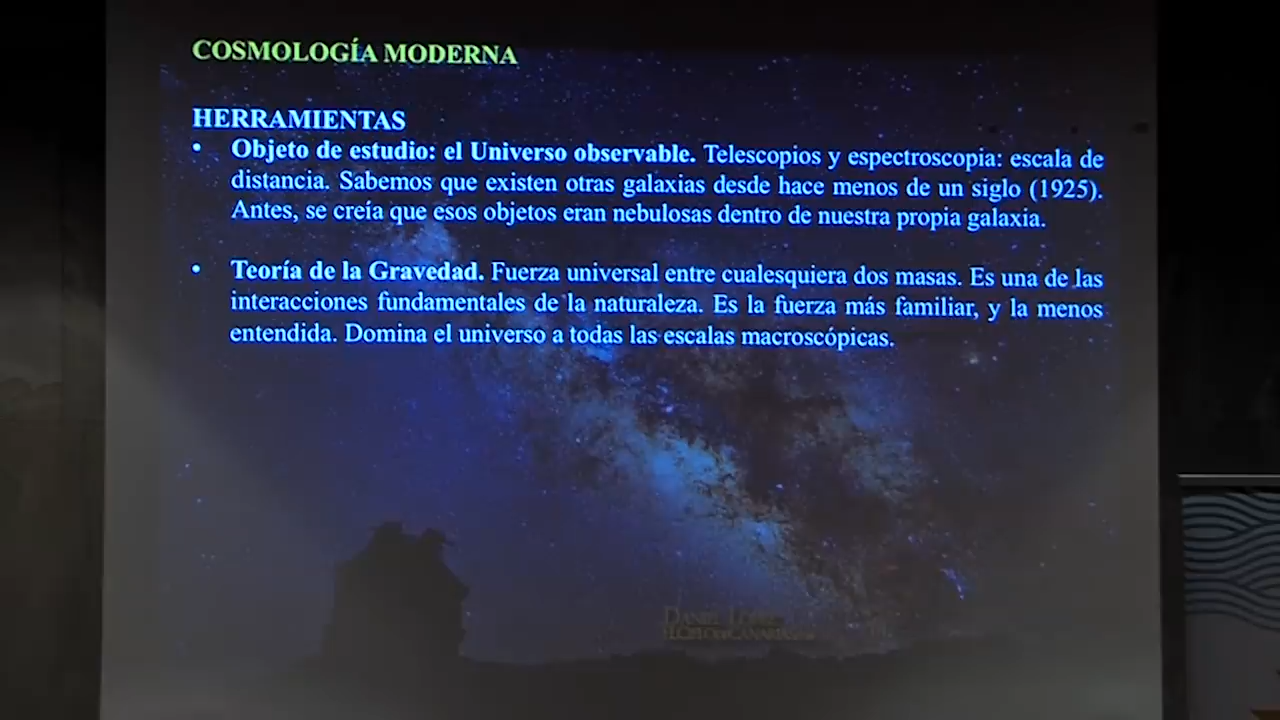 COSMOLOGÍA MODERNA
HERRAMIENTAS
• Objeto de estudio: el Universo observable. Telescopios y espectroscopia: escala de
distancia. Sabemos que existen otras galaxias desde hace menos de un siglo (1925).
Antes, se creía que esos objetos eran nebulosas dentro de nuestra propia galaxia.
• Teoría de la Gravedad. Fuerza universal entre cualesquiera dos masas. Es una de las
interacciones fundamentales de la naturaleza. Es la fuerza más familiar, y la menos
entendida. Domina el universo a todas las escalas macroscópicas.
DANIEL